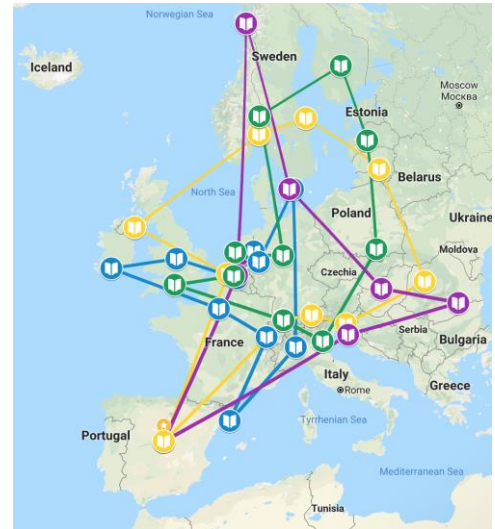 Norwegian Sea
Iceland
Sweden
Moscow
Москва
Estonia
North Sea
Belarus
Poland
Ukraine
Czechia
Moldova
France
Serbia
Bulgaria
Italy
Rome
Greece
Portugal
Tyrrhenian Sea
Mediterranean Sea
Tunisia